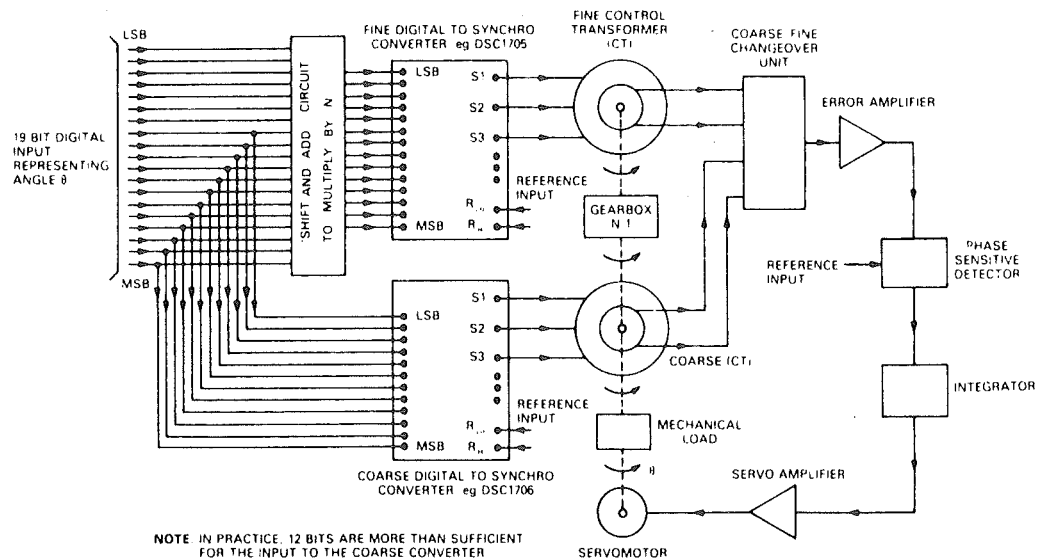 LSB
19 BIT DIGITAL
INPUT
REPRESENTING
ANGLE θ
MSB
SHIFT AND ADD CIRCUIT
TO MULTIPLY BY N
FINE DIGITAL TO SYNCHRO
CONVERTER eg DSC1705
LSB
S1
S2
S3
MSB
R
LO
R
H
REFERENCE
INPUT
FINE CONTROL
TRANSFORMER
(CT)
COARSE FINE
CHANGEOVER
UNIT
ERROR AMPLIFIER
GEARBOX
N 1
REFERENCE
INPUT
PHASE
SENSITIVE
DETECTOR
LSB
S1
S2
S3
MSB
R
LO
R
H
REFERENCE
INPUT
COARSE DIGITAL TO SYNCHRO
CONVERTER eg DSC1706
COARSE (CT)
MECHANICAL
LOAD
θ
INTEGRATOR
SERVO AMPLIFIER
SERVOMOTOR
NOTE. IN PRACTICE, 12 BITS ARE MORE THAN SUFFICIENT
FOR THE INPUT TO THE COARSE CONVERTER